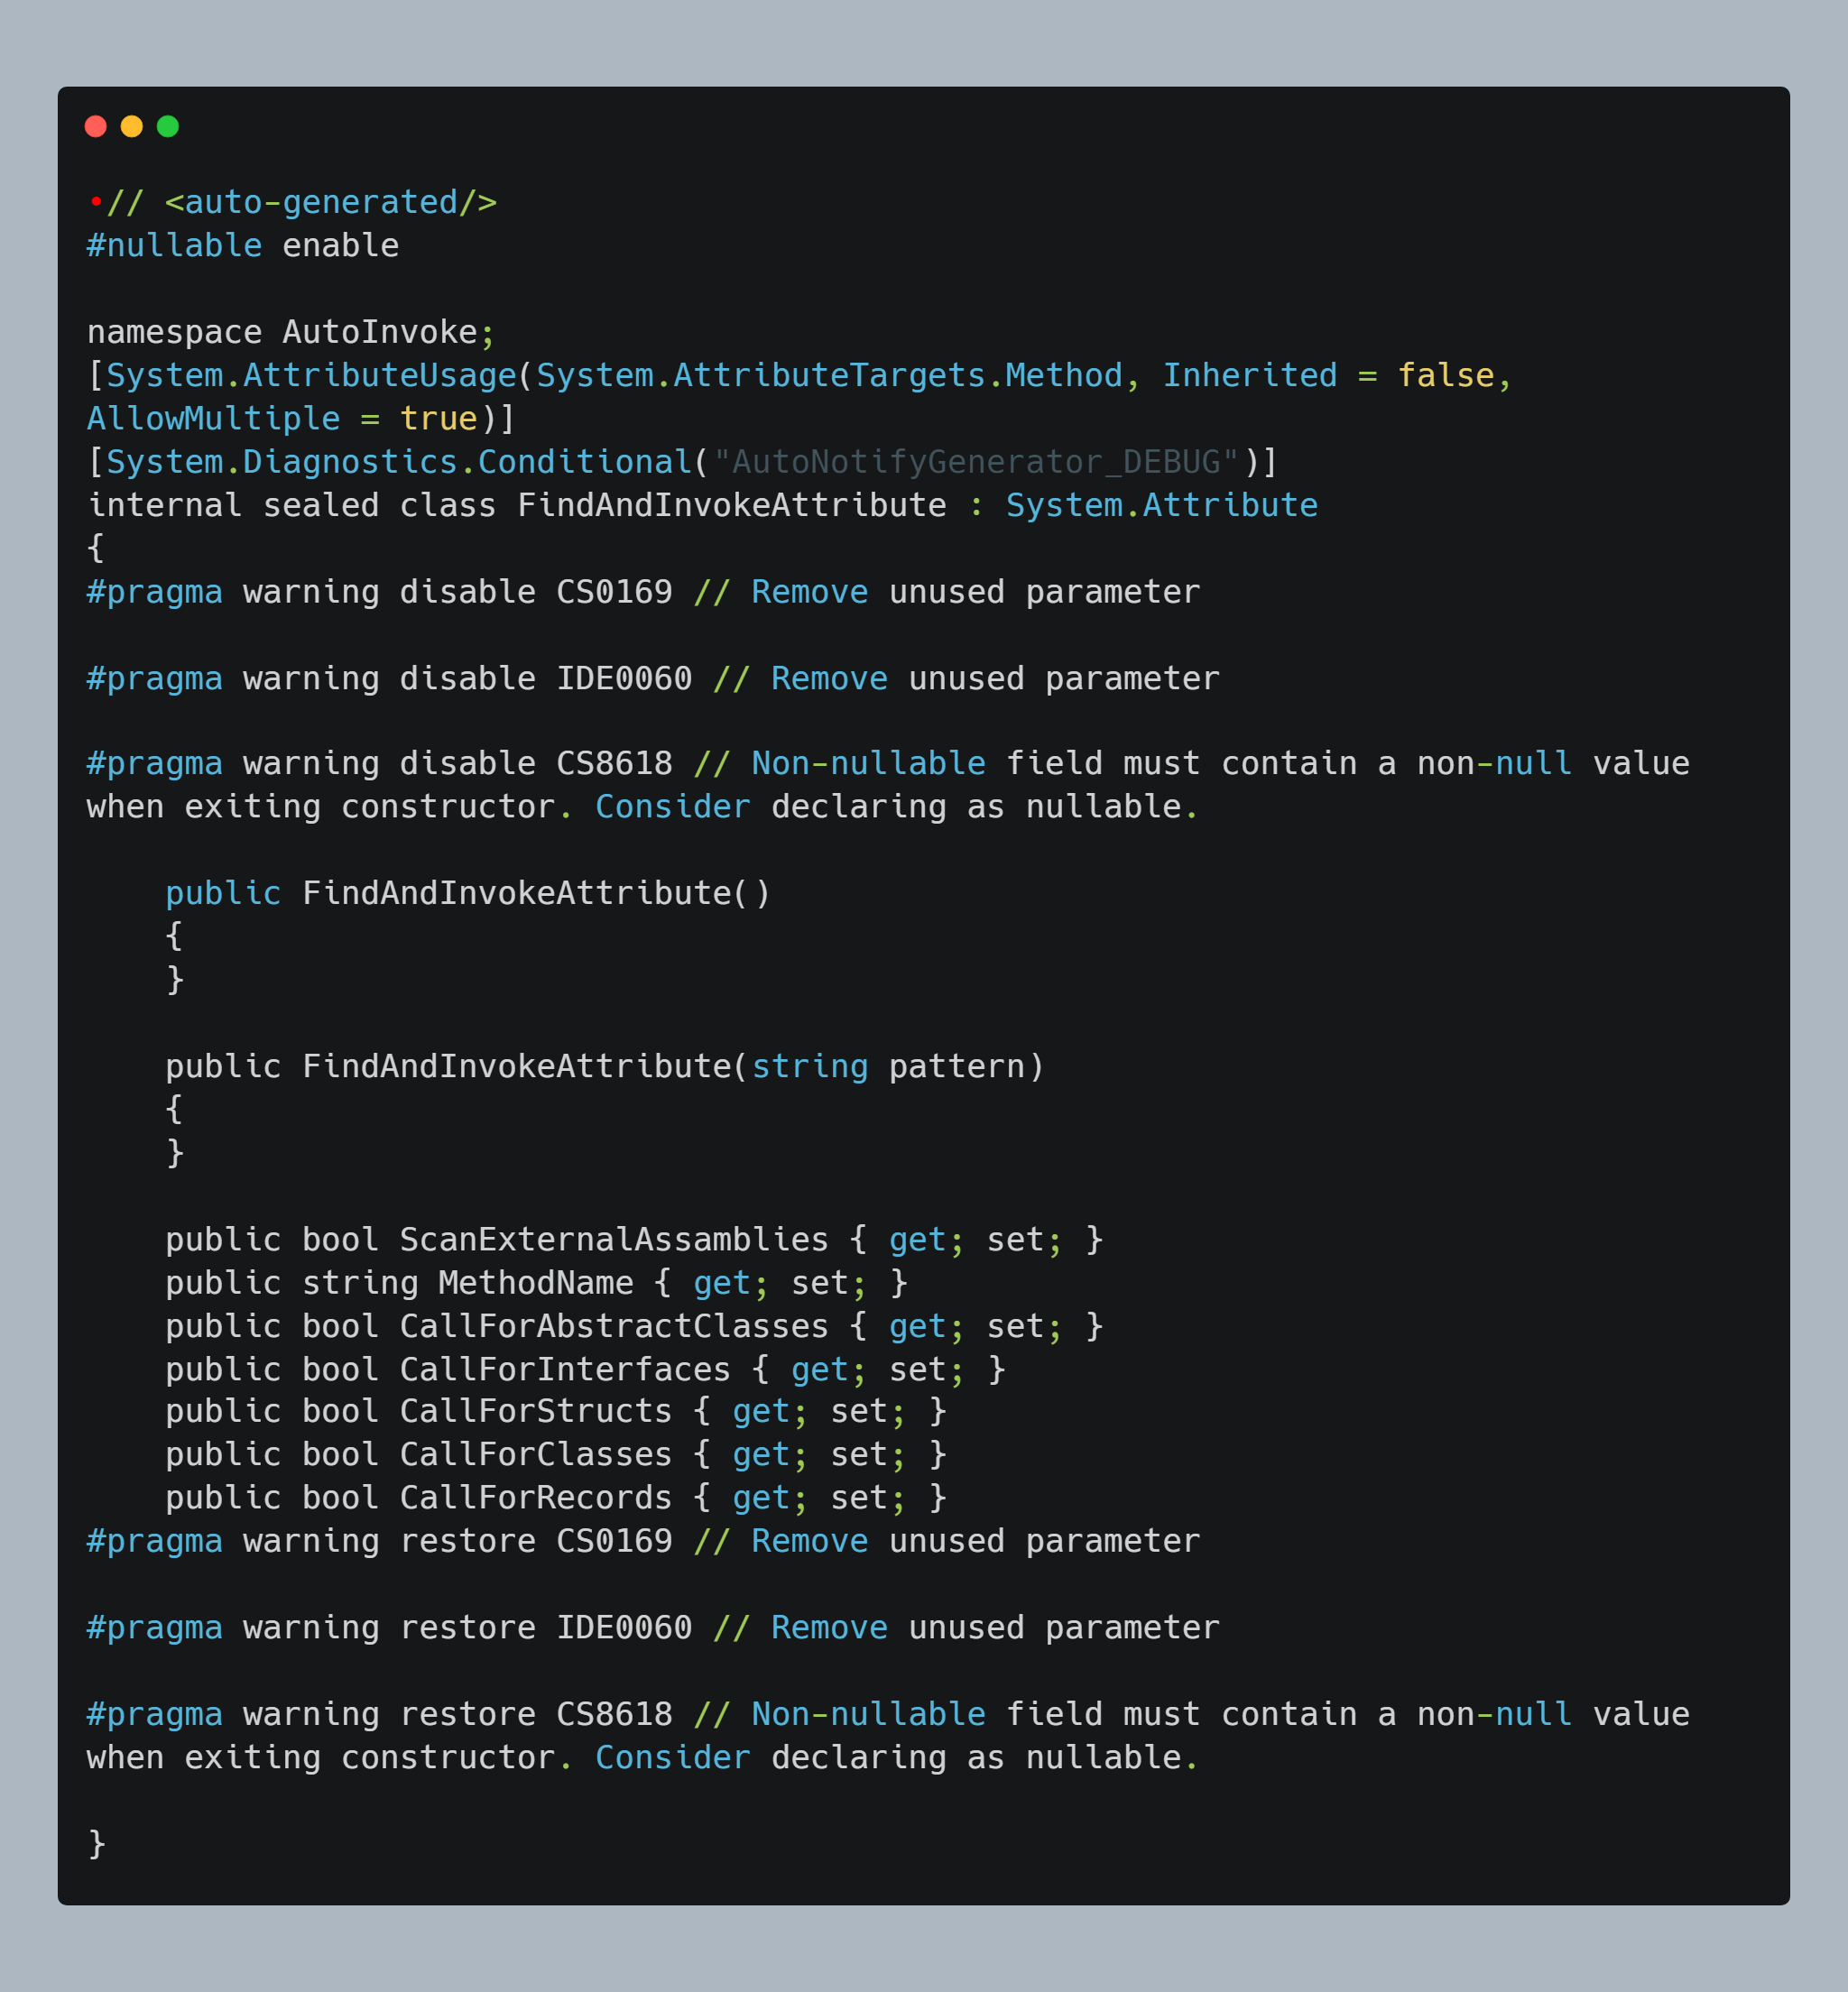 •// <auto-generated/>
#nullable enable

namespace AutoInvoke;
[System.AttributeUsage(System.AttributeTargets.Method, Inherited = false,
AllowMultiple = true)]
[System.Diagnostics.Conditional("AutoNotifyGenerator_DEBUG")]
internal sealed class FindAndInvokeAttribute : System.Attribute
{
#pragma warning disable CS0169 // Remove unused parameter

#pragma warning disable IDE0060 // Remove unused parameter

#pragma warning disable CS8618 // Non-nullable field must contain a non-null value
when exiting constructor. Consider declaring as nullable.

    public FindAndInvokeAttribute()
    {
    }

    public FindAndInvokeAttribute(string pattern)
    {
    }

    public bool ScanExternalAssamblies { get; set; }
    public string MethodName { get; set; }
    public bool CallForAbstractClasses { get; set; }
    public bool CallForInterfaces { get; set; }
    public bool CallForStructs { get; set; }
    public bool CallForClasses { get; set; }
    public bool CallForRecords { get; set; }
#pragma warning restore CS0169 // Remove unused parameter

#pragma warning restore IDE0060 // Remove unused parameter

#pragma warning restore CS8618 // Non-nullable field must contain a non-null value
when exiting constructor. Consider declaring as nullable.

}